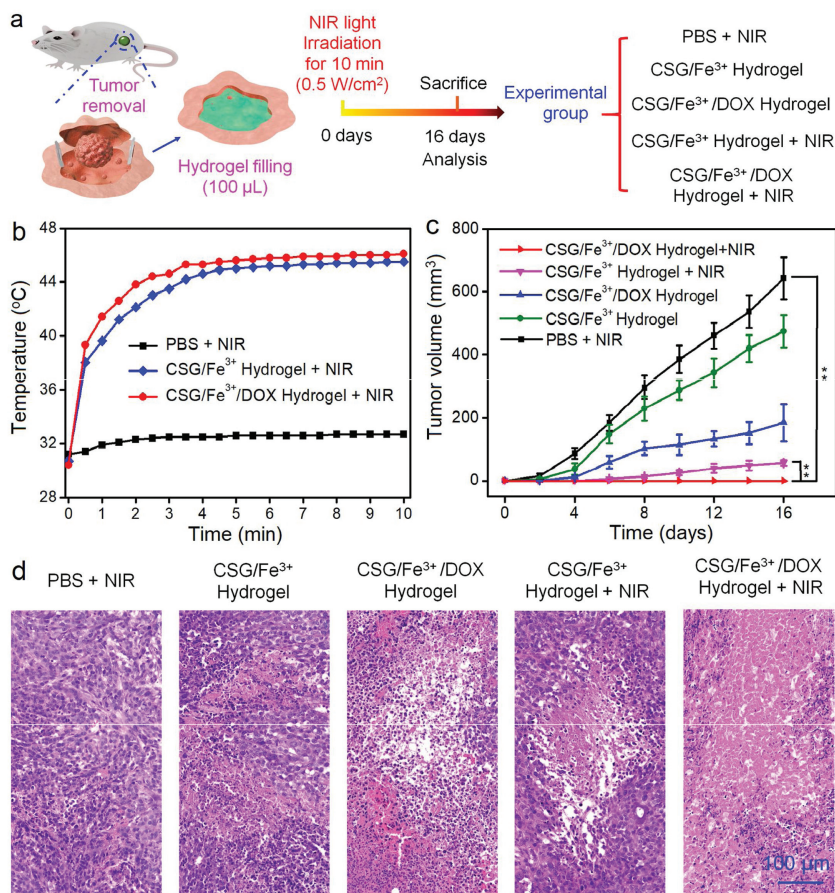 a
NIR light
Irradiation
for 10 min
(0.5 W/cm²)
Tumor
removal
Hydrogel filling
(100 µL)
0 days
Sacrifice
16 days
Analysis
Experimental
group
PBS + NIR
CSG/Fe³⁺ Hydrogel
CSG/Fe³⁺/DOX Hydrogel
CSG/Fe³⁺ Hydrogel + NIR
CSG/Fe³⁺/DOX
Hydrogel + NIR
b
Temperature (ºC)
48
44
40
36
32
28
PBS + NIR
CSG/Fe³⁺ Hydrogel + NIR
CSG/Fe³⁺/DOX Hydrogel + NIR
0 1 2 3 4 5 6 7 8 9 10
Time (min)
c
Tumor volume (mm³)
800
600
400
200
0
CSG/Fe³⁺/DOX Hydrogel+NIR
CSG/Fe³⁺ Hydrogel + NIR
CSG/Fe³⁺/DOX Hydrogel
CSG/Fe³⁺ Hydrogel
PBS + NIR
**
**
0 4 8 12 16
Time (days)
d
PBS + NIR
CSG/Fe³⁺
Hydrogel
CSG/Fe³⁺/DOX
Hydrogel
CSG/Fe³⁺
Hydrogel + NIR
CSG/Fe³⁺/DOX
Hydrogel + NIR
100 µm